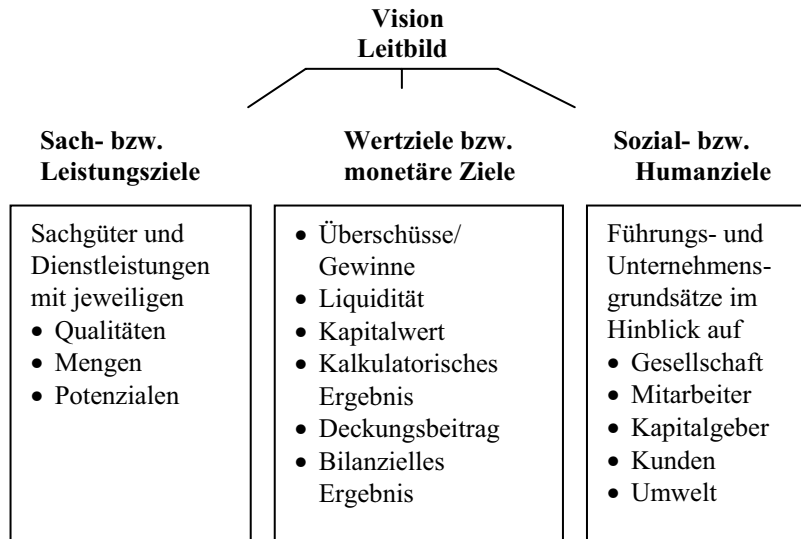 Vision
Leitbild
Sach- bzw.
Leistungsziele
Sachgüter und
Dienstleistungen
mit jeweiligen
• Qualitäten
• Mengen
• Potenzialen
Wertziele bzw.
monetäre Ziele
• Überschüsse/
Gewinne
• Liquidität
• Kapitalwert
• Kalkulatorisches
Ergebnis
• Deckungsbeitrag
• Bilanzielles
Ergebnis
Sozial- bzw.
Humanziele
Führungs- und
Unternehmens-
grundsätze im
Hinblick auf
• Gesellschaft
• Mitarbeiter
• Kapitalgeber
• Kunden
• Umwelt